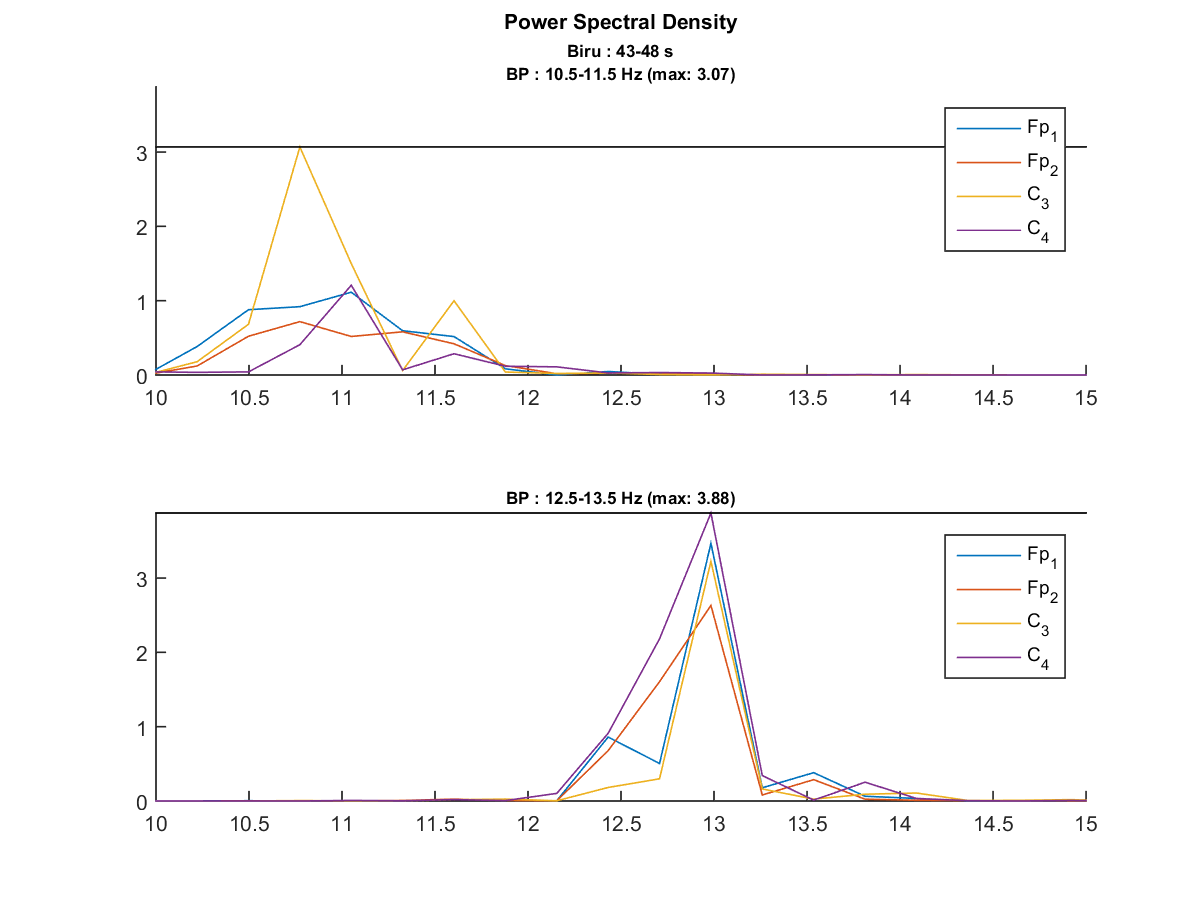 Power Spectral Density
Biru : 43-48 s
BP : 10.5-11.5 Hz (max: 3.07)
Fp1
Fp2
C3
C4
3
2
1
0
10 10.5 11 11.5 12 12.5 13 13.5 14 14.5 15
BP : 12.5-13.5 Hz (max: 3.88)
Fp1
Fp2
C3
C4
3
2
1
0
10 10.5 11 11.5 12 12.5 13 13.5 14 14.5 15